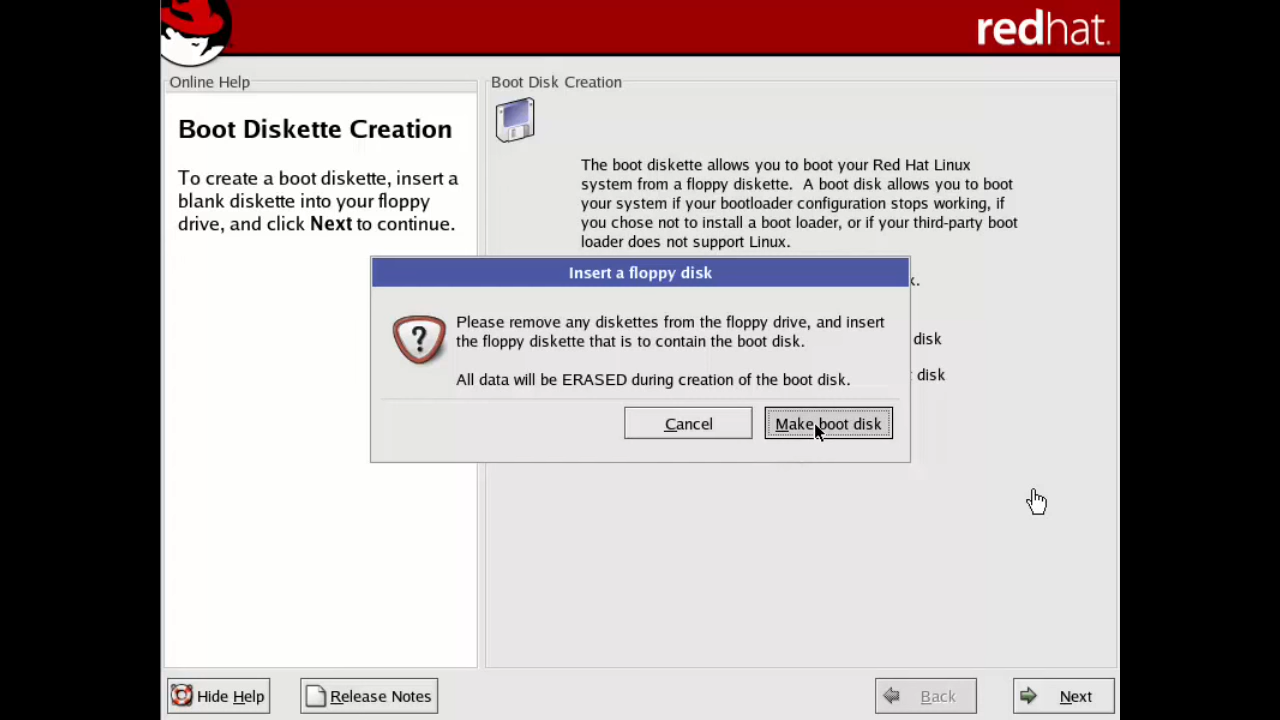 redhat.
Online Help
Boot Diskette Creation
To create a boot diskette, insert a
blank diskette into your floppy
drive, and click Next to continue.
Boot Disk Creation
The boot diskette allows you to boot your Red Hat Linux
system from a floppy diskette.  A boot disk allows you to boot
your system if your bootloader configuration stops working, if
you chose not to install a boot loader, or if your third-party boot
loader does not support Linux.
disk
disk
Insert a floppy disk
Please remove any diskettes from the floppy drive, and insert
the floppy diskette that is to contain the boot disk.
All data will be ERASED during creation of the boot disk.
Cancel
Make boot disk
Hide Help
Release Notes
Back
Next